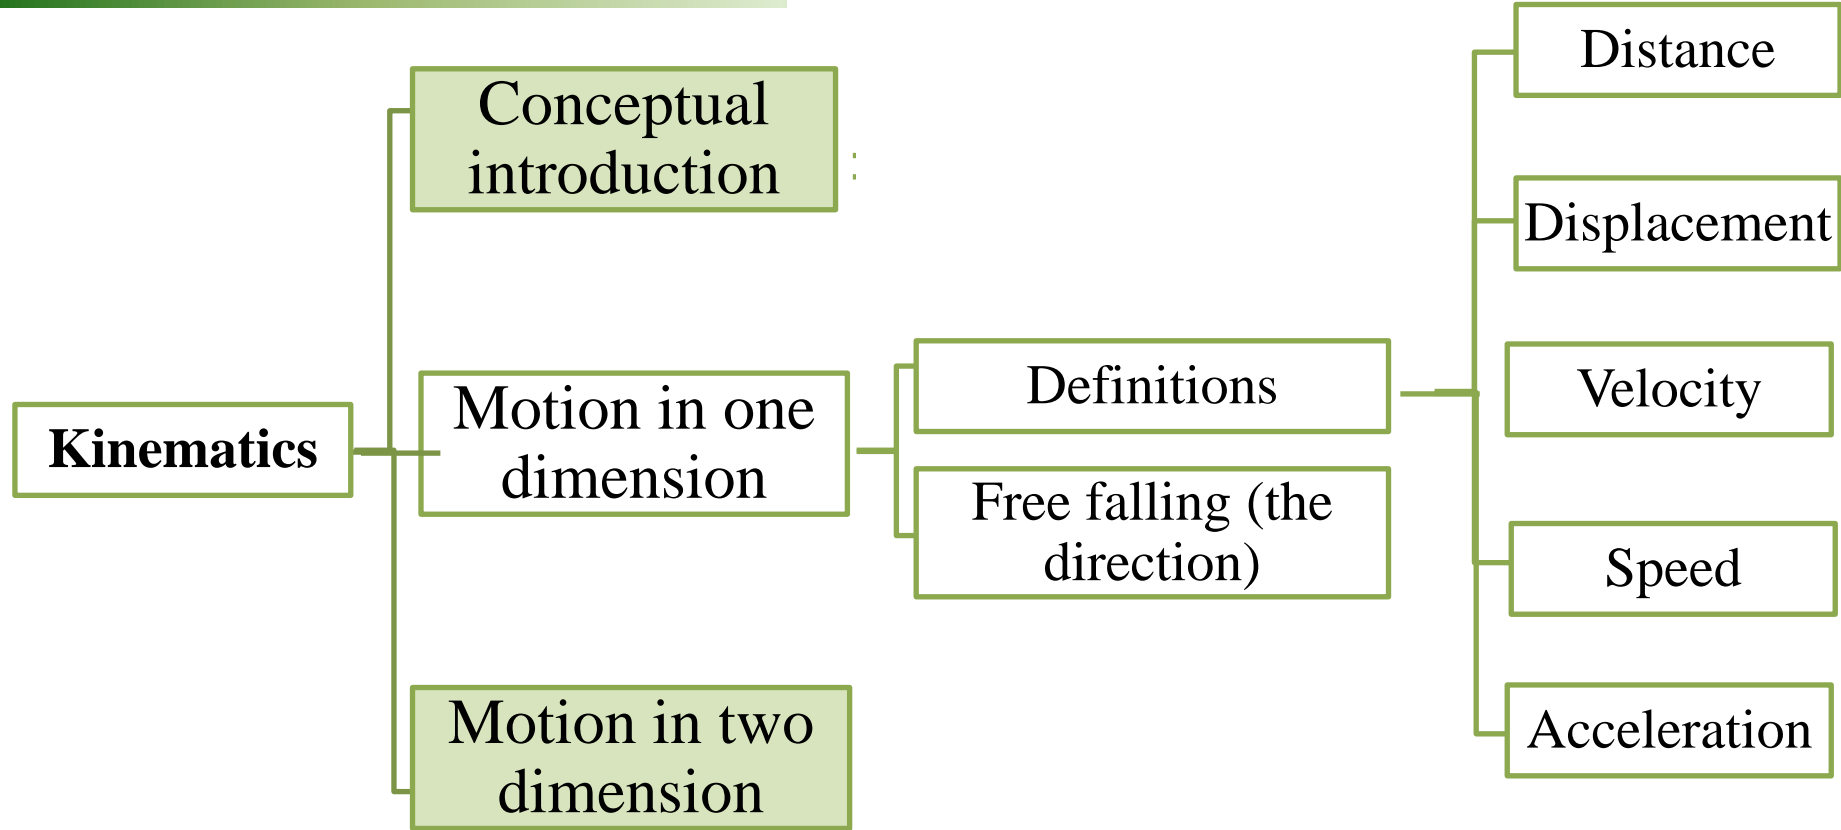 Kinematics
Conceptual
introduction
Motion in one
dimension
Motion in two
dimension
Definitions
Free falling (the
direction)
Distance
Displacement
Velocity
Speed
Acceleration